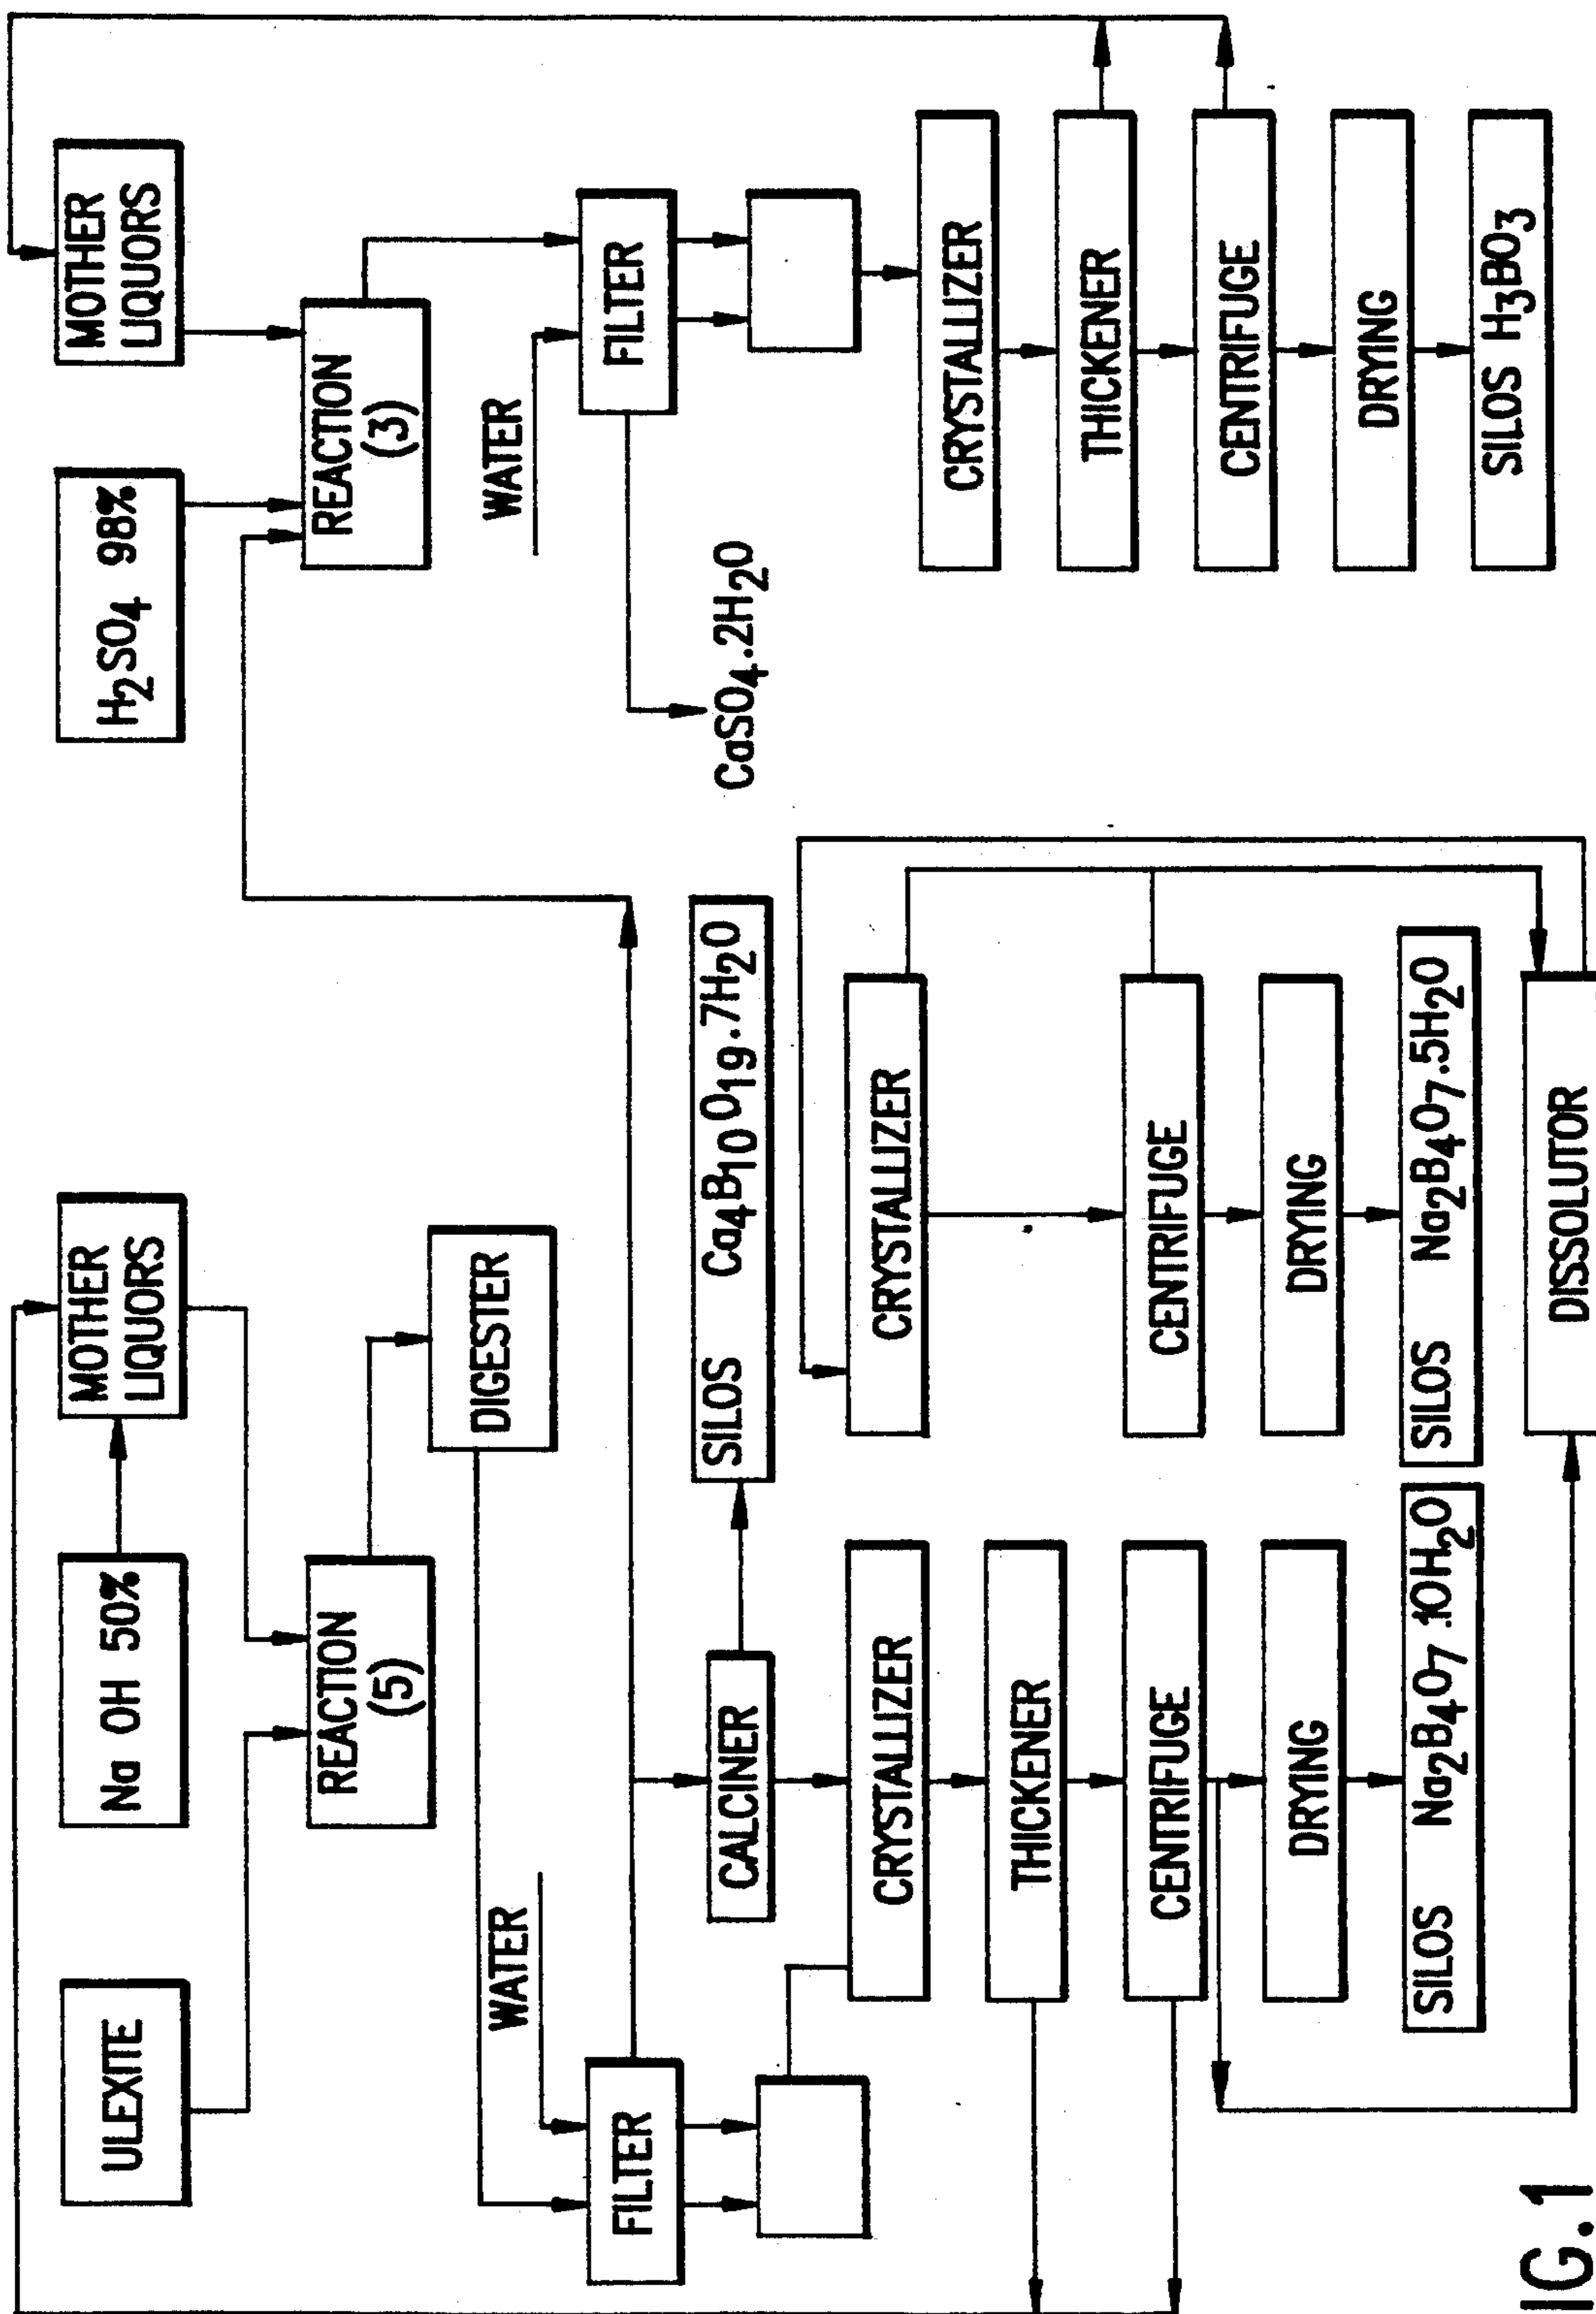 ULEXITE
Na OH 50%
MOTHER
LIQUORS
H2SO4 98%
MOTHER
LIQUORS
REACTION
(5)
REACTION
(3)
DIGESTER
WATER
WATER
FILTER
FILTER
CALCINER
SILOS Ca4B10O19.7H2O
CaSO4.2H2O
CRYSTALLIZER
CRYSTALLIZER
CRYSTALLIZER
THICKENER
THICKENER
CENTRIFUGE
CENTRIFUGE
CENTRIFUGE
DRYING
DRYING
DRYING
SILOS Na2B4O7.10H2O
SILOS Na2B4O7.5H2O
SILOS H3BO3
DISSOLUTOR
IG.1